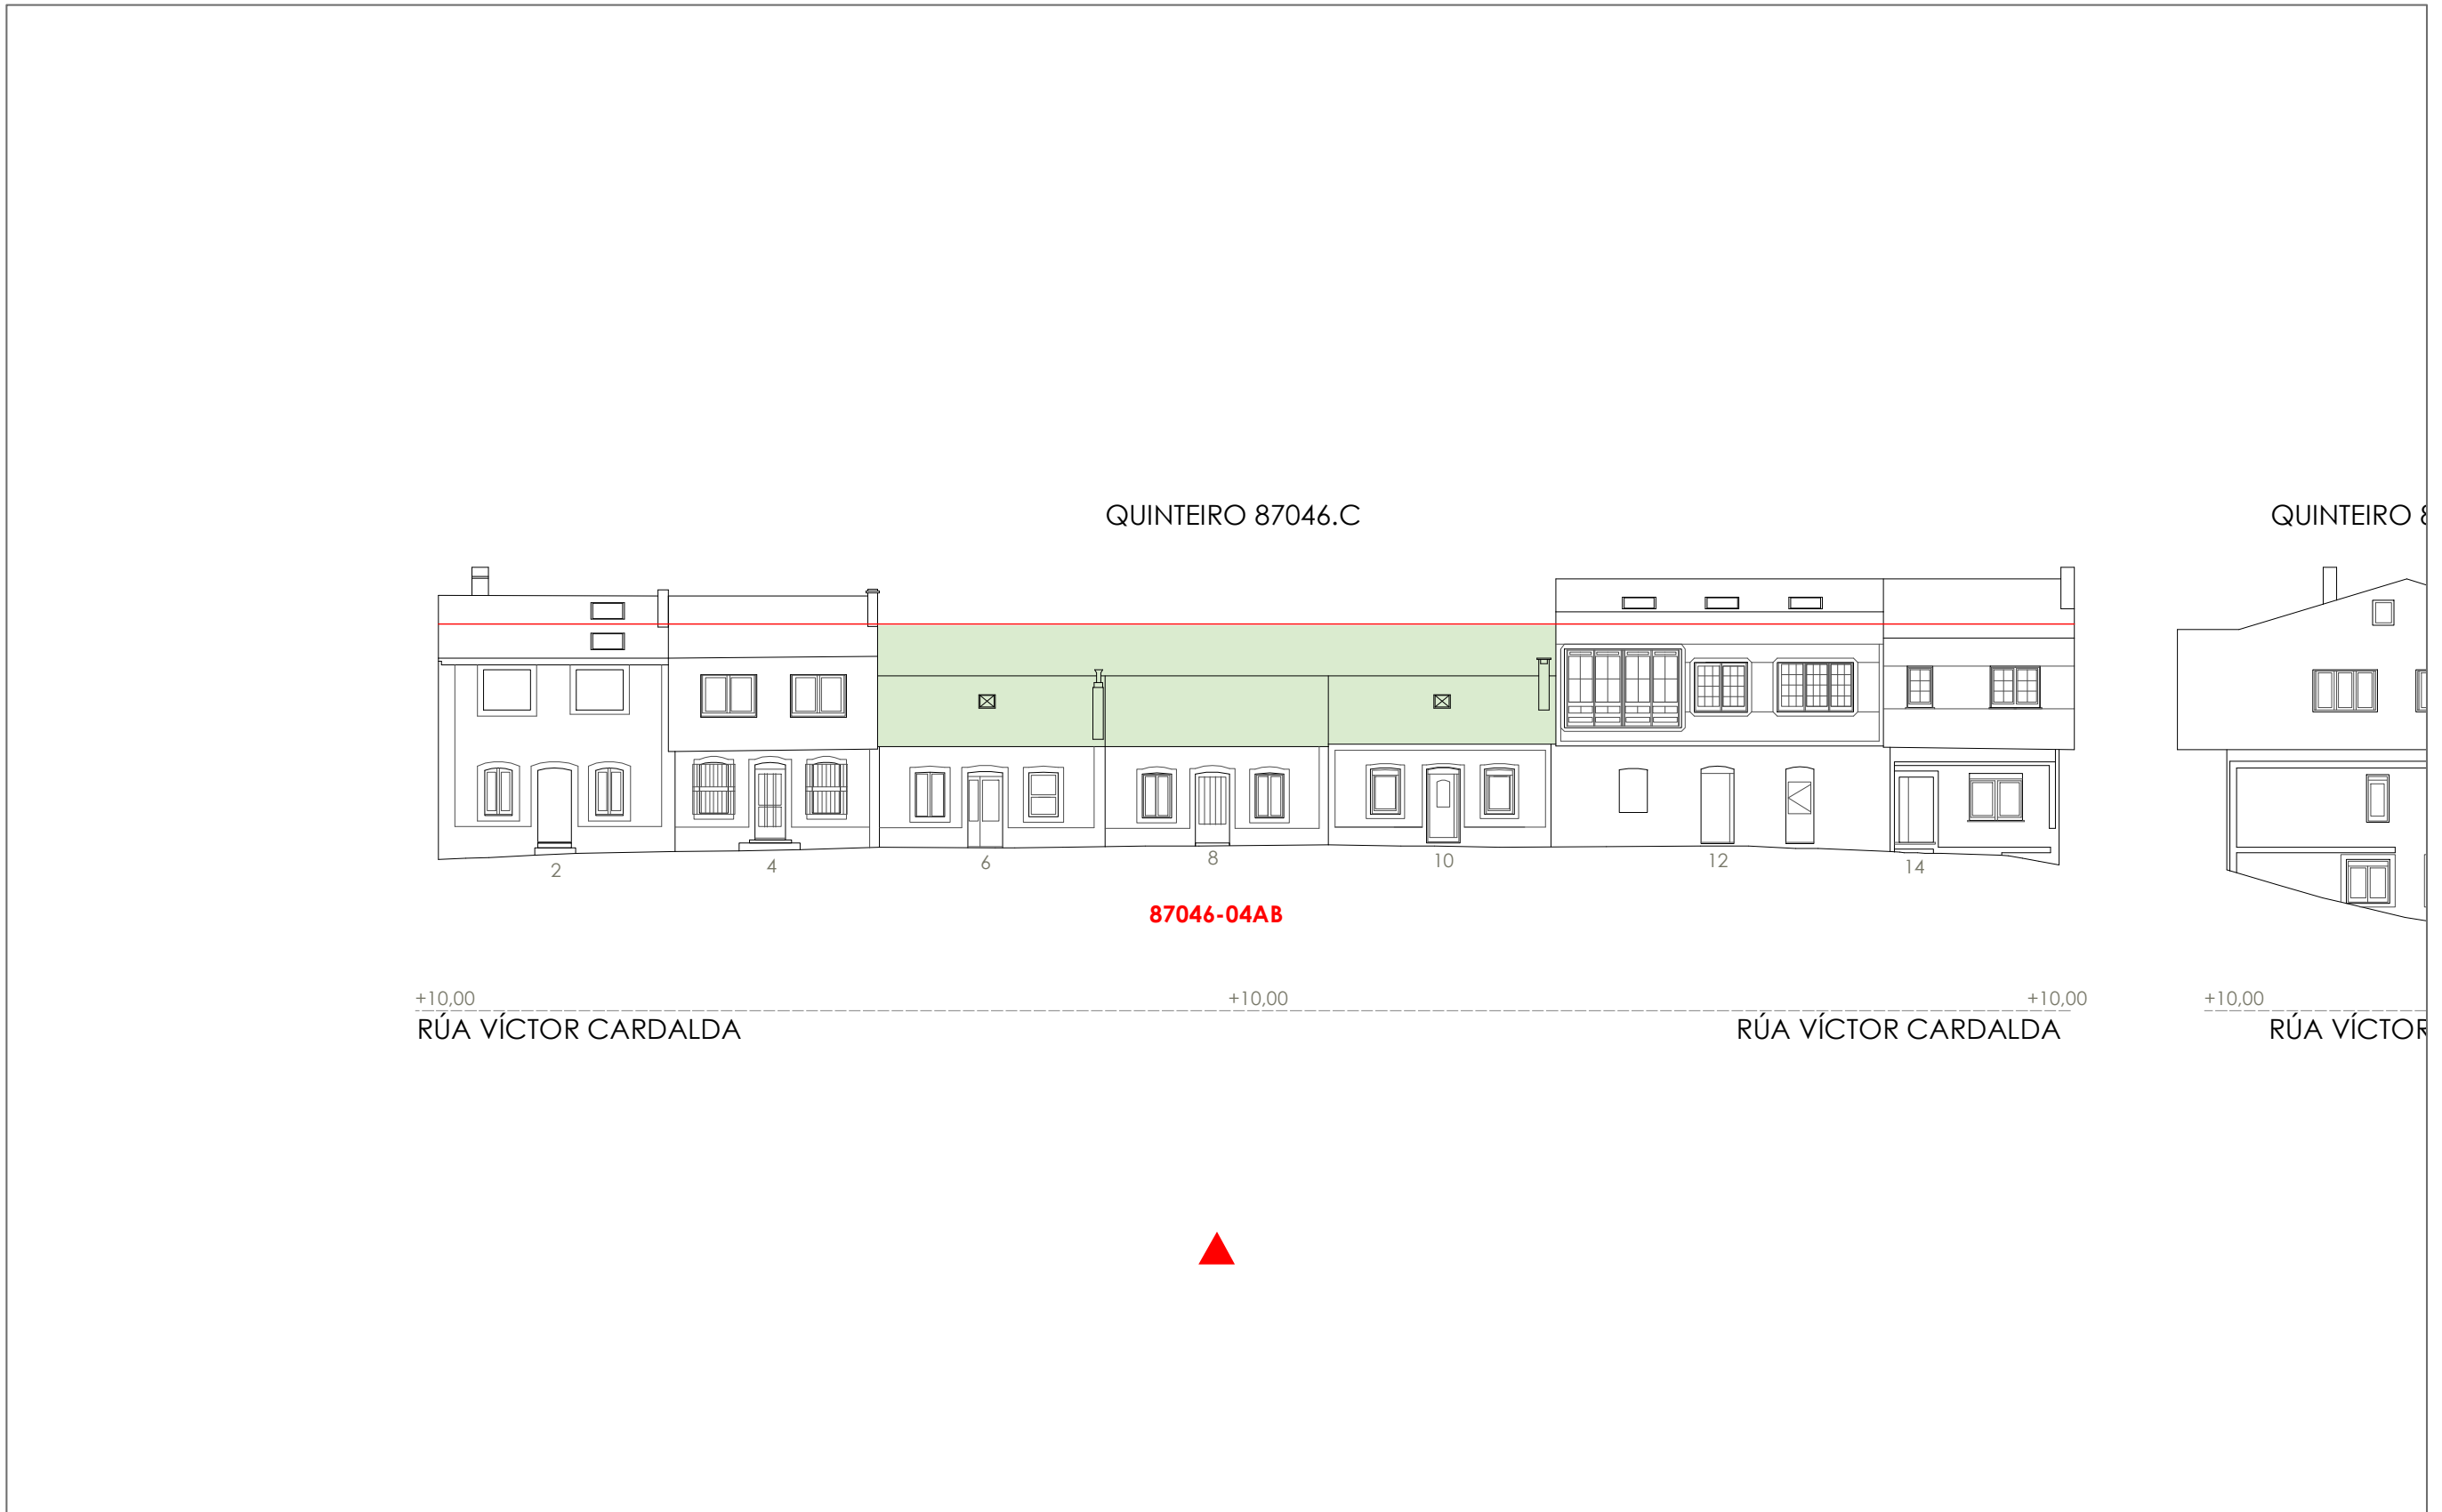 QUINTEIRO 87046.C
QUINTEIRO
2
4
6
8
10
12
14
87046-04AB
+10,00
+10,00
+10,00
+10,00
RÚA VÍCTOR CARDALDA
RÚA VÍCTOR CARDALDA
RÚA VÍCTOR